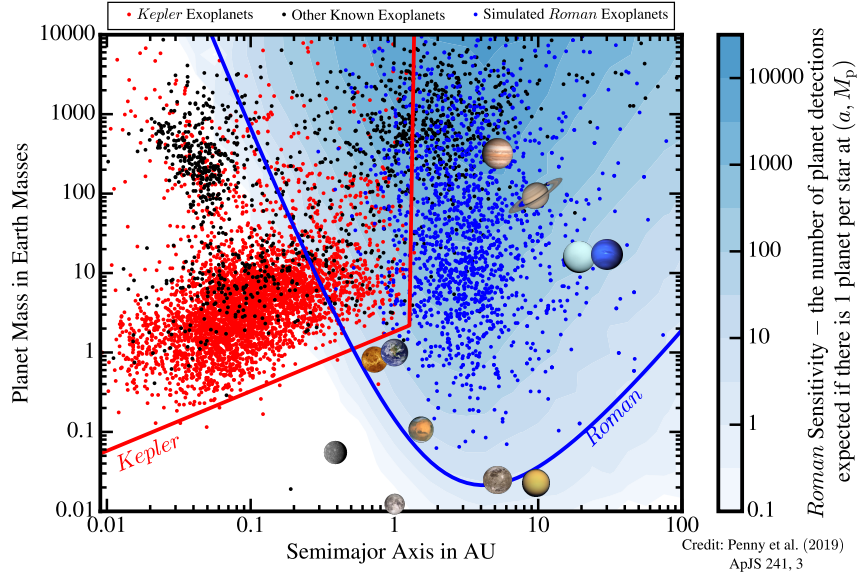 Kepler Exoplanets
Other Known Exoplanets
Simulated Roman Exoplanets
Planet Mass in Earth Masses
10000
1000
100
10
1
0.1
0.01
Kepler
Roman
0.01
0.1
1
10
100
Semimajor Axis in AU
10000
1000
100
10
1
0.1
Roman Sensitivity − the number of planet detections
expected if there is 1 planet per star at (a, Mp)
Credit: Penny et al. (2019)
ApJS 241, 3